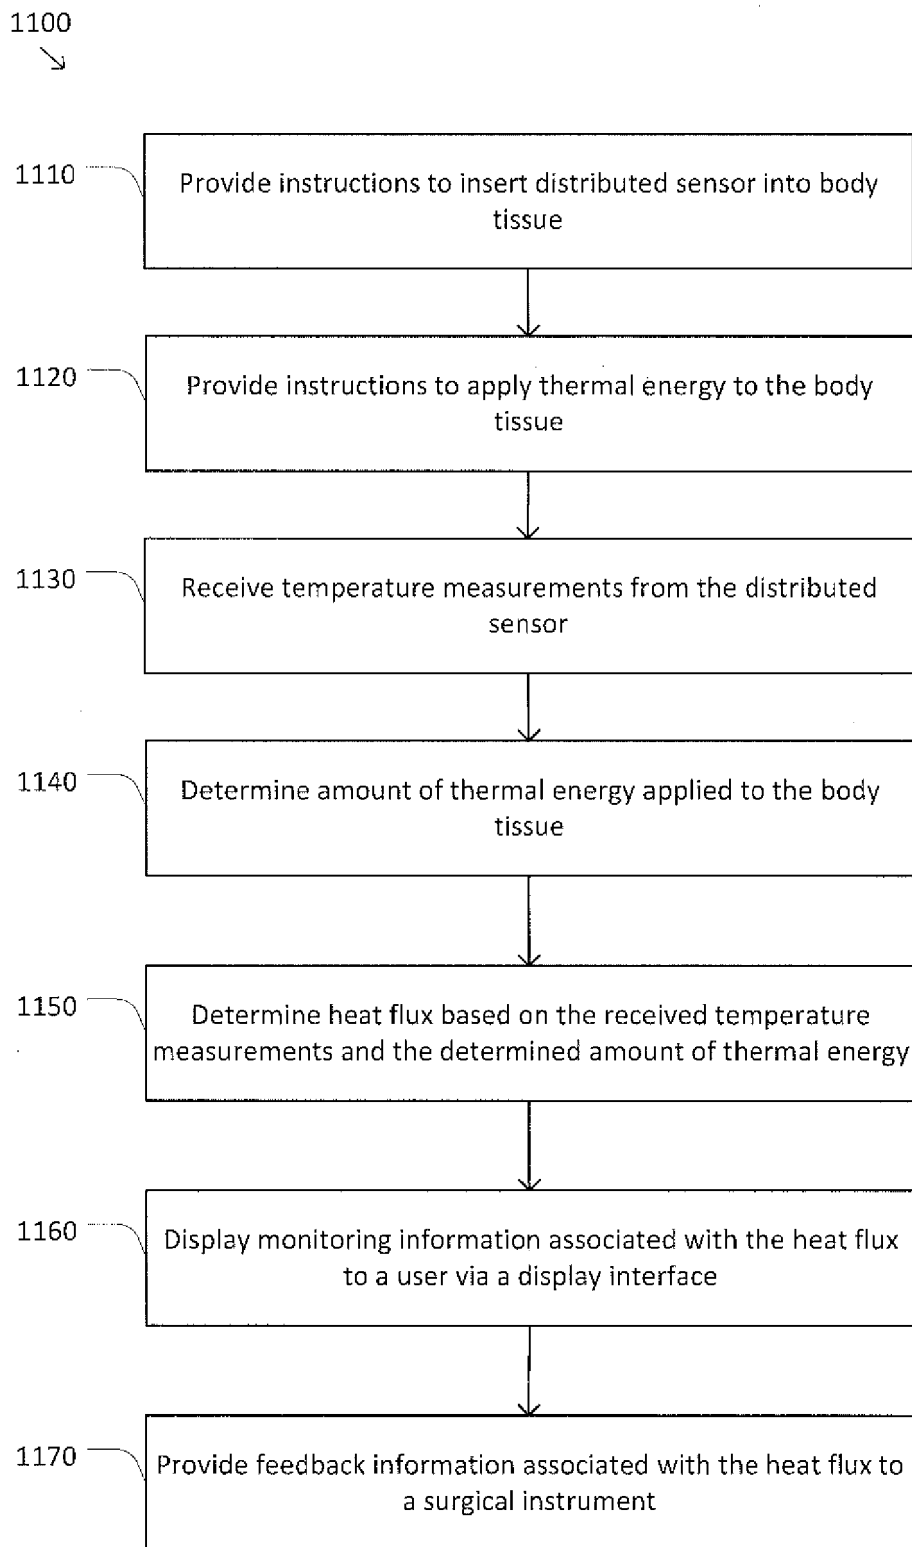 1100
1110
Provide instructions to insert distributed sensor into body
tissue
1120
Provide instructions to apply thermal energy to the body
tissue
1130
Receive temperature measurements from the distributed
sensor
1140
Determine amount of thermal energy applied to the body
tissue
1150
Determine heat flux based on the received temperature
measurements and the determined amount of thermal energy
1160
Display monitoring information associated with the heat flux
to a user via a display interface
1170
Provide feedback information associated with the heat flux to
a surgical instrument